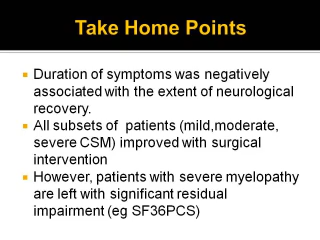 Take Home Points
Duration of symptoms was negatively
associated with the extent of neurological
recovery.
All subsets of patients (mild,moderate,
severe CSM) improved with surgical
intervention
However, patients with severe myelopathy
are left with significant residual
impairment (eg SF36PCS)